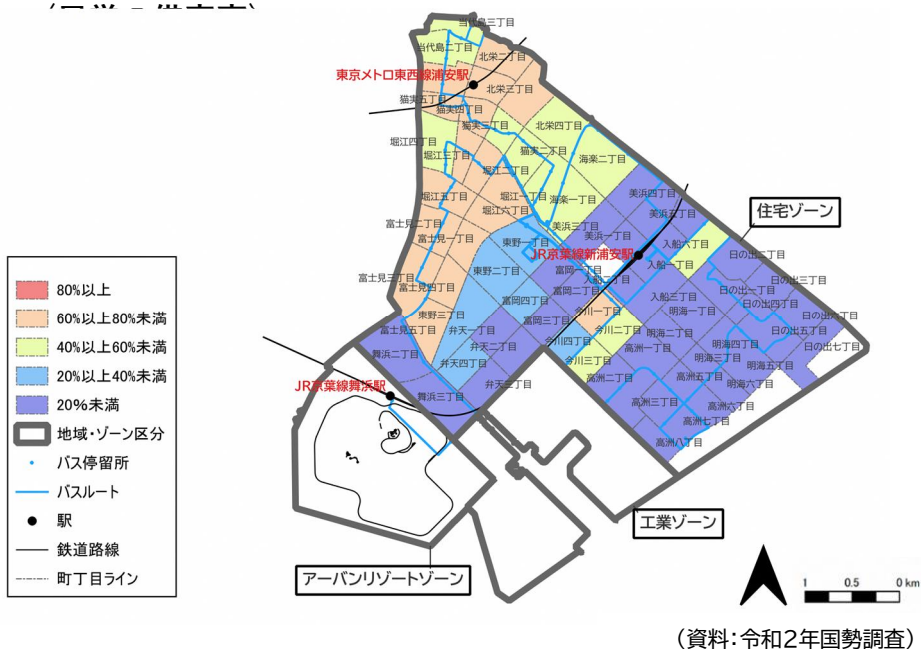 当代島三丁目
当代島二丁目
北栄二丁目
東京メトロ東西線浦安駅
北栄三丁目
猫実五丁目
猫実四丁目
猫実三丁目
北栄四丁目
堀江四丁目
猫実二丁目
堀江三丁目
海楽二丁目
堀江二丁目
美浜四丁目
堀江五丁目
堀江一丁目
海楽一丁目
住宅ゾーン
堀江六丁目
美浜五丁目
富士見二丁目
美浜三丁目
富士見一丁目
東野一丁目
美浜一丁目
入船六丁目
JR京葉線新浦安駅
日の出二丁目
東野二丁目
富岡一丁目
入船一丁目
富士見三丁目
入船二丁目
日の出三丁目
富士見四丁目
富岡二丁目
日の出一丁目
80%以上
富岡四丁目
入船三丁目
日の出四丁目
60%以上80%未満
東野三丁目
富岡三丁目
今川一丁目
明海一丁目
日の出六丁目
富士見五丁目
弁天一丁目
今川二丁目
明海二丁目
日の出五丁目
40%以上60%未満
舞浜二丁目
弁天二丁目
今川四丁目
高洲一丁目
明海四丁目
日の出七丁目
20%以上40%未満
弁天四丁目
今川三丁目
明海三丁目
明海五丁目
JR京葉線舞浜駅
弁天三丁目
高洲二丁目
高洲五丁目
明海六丁目
20%未満
舞浜三丁目
高洲三丁目
高洲六丁目
地域・ゾーン区分
高洲七丁目
高洲八丁目
バス停留所
バスルート
駅
工業ゾーン
鉄道路線
町丁目ライン
アーバンリゾートゾーン
1 0.5 0 km
（資料：令和2年国勢調査）